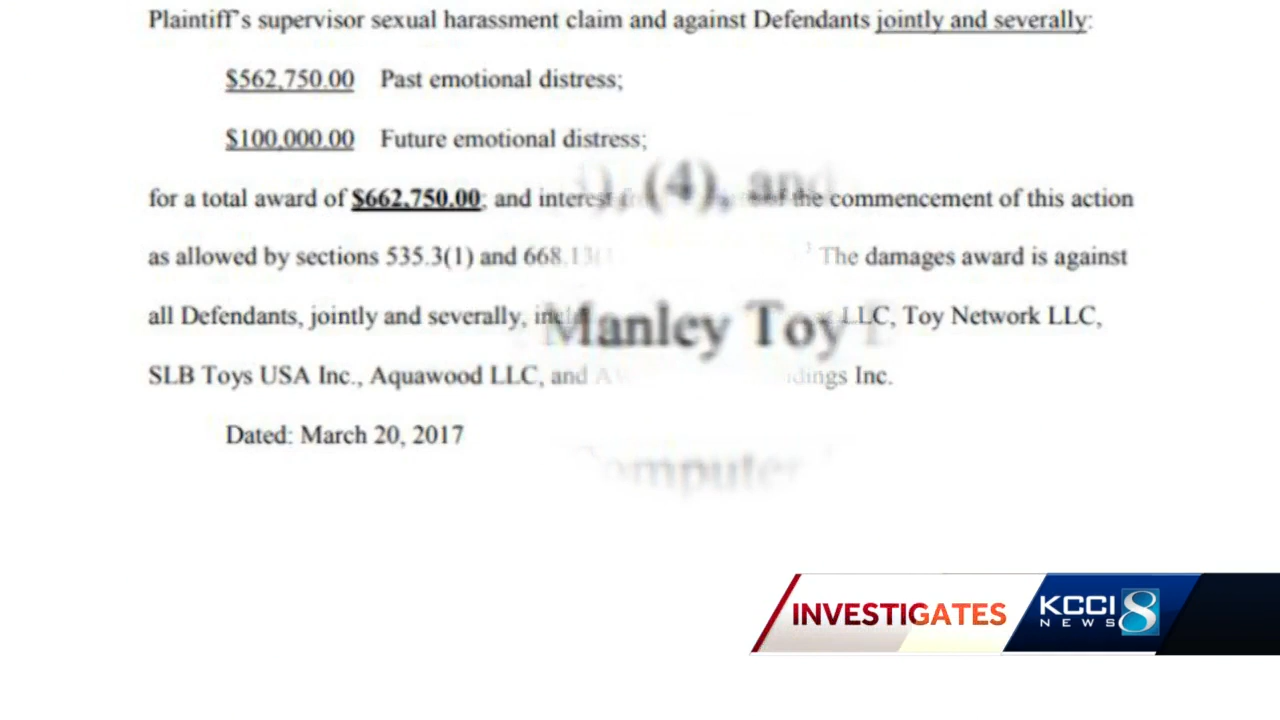 Plaintiff's supervisor sexual harassment claim and against Defendants jointly and severally:
$562,750.00 Past emotional distress;
$100,000.00 Future emotional distress;
for a total award of $662,750.00; and interest the commencement of this action
), (4), and
as allowed by sections 535.3(1) and 668.13( The damages award is against
all Defendants, jointly and severally, LLC, Toy Network LLC,
Manley Toy
SLB Toys USA Inc., Aquawood LLC, and Inc.
Dated: March 20, 2017
Computer
INVESTIGATES
KCCI 8
NEWS